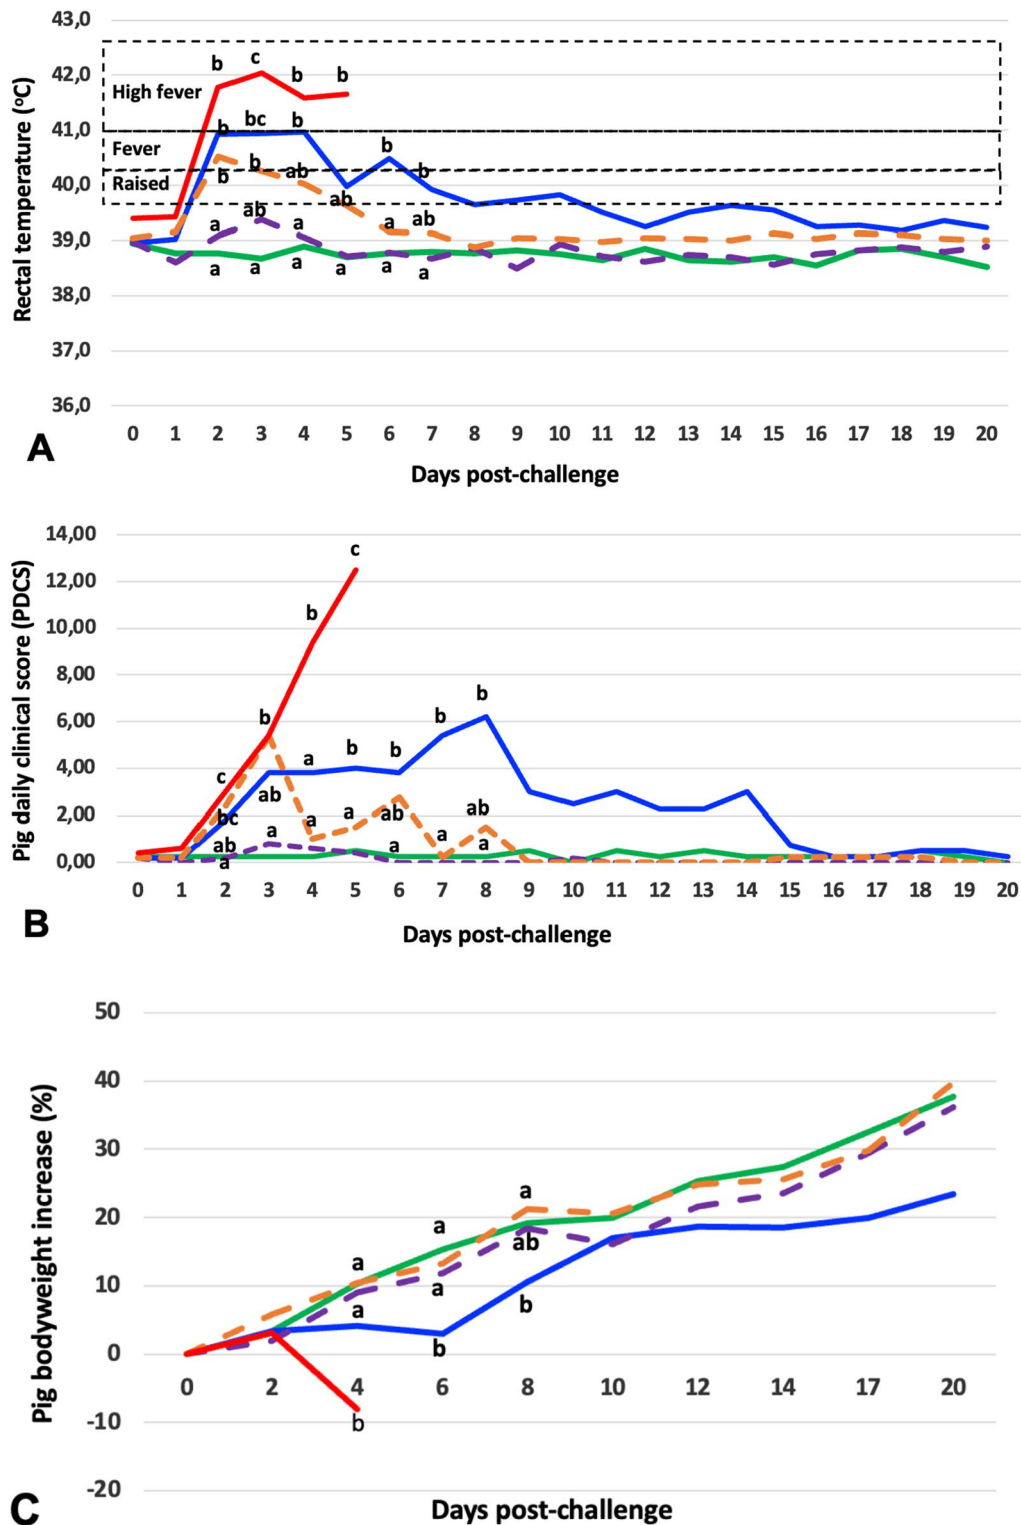 43,0
42,0
41,0
40,0
39,0
38,0
37,0
36,0
Rectal temperature (ºC)
High fever
Fever
Raised
b c b b
b bc b
b b ab ab b b
a ab a ab
a a a a a a
0 1 2 3 4 5 6 7 8 9 10 11 12 13 14 15 16 17 18 19 20
A
Days post-challenge
14,00
12,00
10,00
8,00
6,00
4,00
2,00
0,00
Pig daily clinical score (PDCS)
c
b
b b b
c a b b
ab
bc a a ab a ab
ab a a a
a
0 1 2 3 4 5 6 7 8 9 10 11 12 13 14 15 16 17 18 19 20
B
Days post-challenge
50
40
30
20
10
0
-10
-20
Pig bodyweight increase (%)
a
a
a ab
a a b
b
b
0 2 4 6 8 10 12 14 17 20
C
Days post-challenge